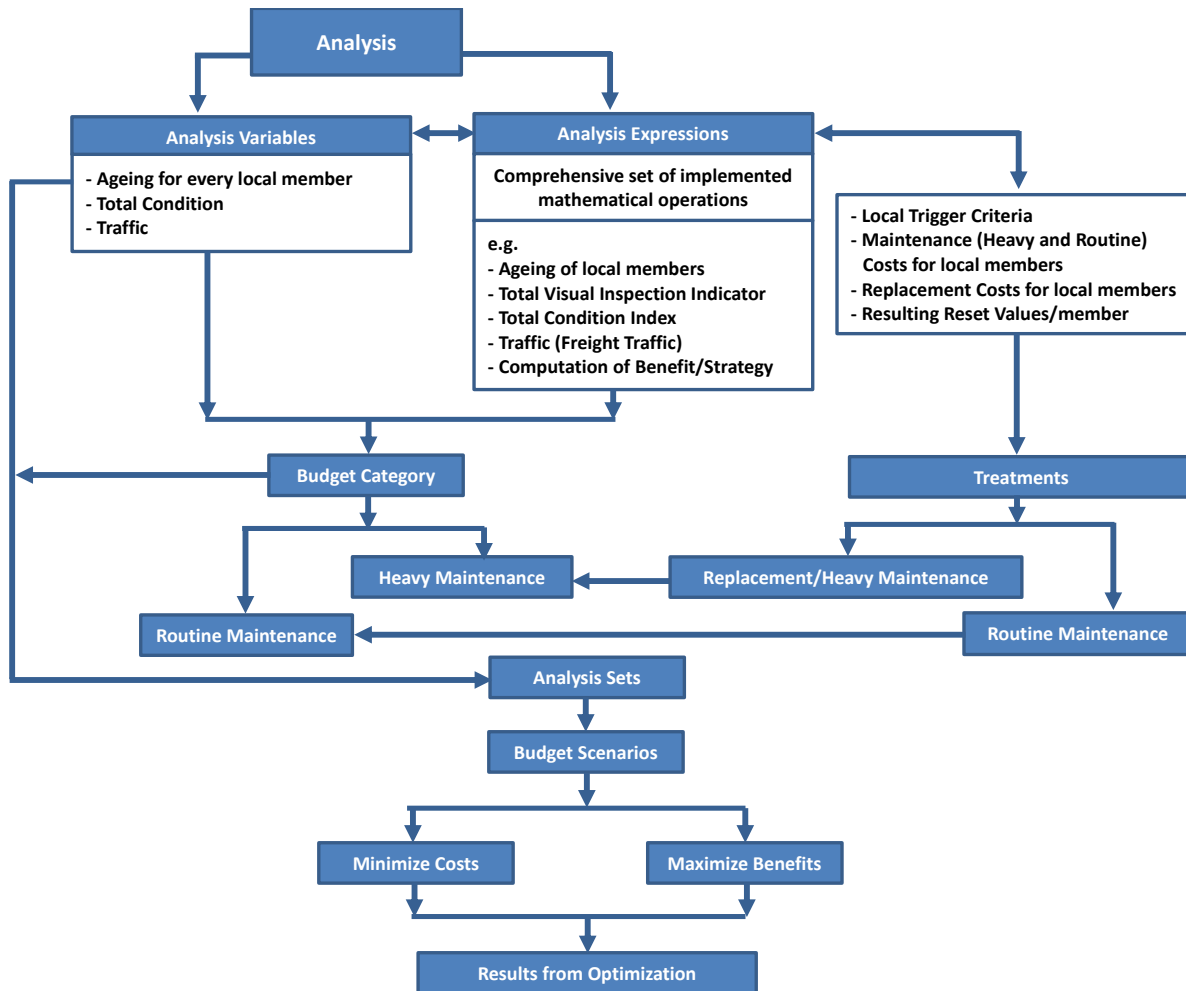 Analysis
Analysis Variables
- Ageing for every local member
- Total Condition
- Traffic
Analysis Expressions
Comprehensive set of implemented
mathematical operations
e.g.
- Ageing of local members
- Total Visual Inspection Indicator
- Total Condition Index
- Traffic (Freight Traffic)
- Computation of Benefit/Strategy
- Local Trigger Criteria
- Maintenance (Heavy and Routine)
Costs for local members
- Replacement Costs for local members
- Resulting Reset Values/member
Budget Category
Treatments
Heavy Maintenance
Replacement/Heavy Maintenance
Routine Maintenance
Routine Maintenance
Analysis Sets
Budget Scenarios
Minimize Costs
Maximize Benefits
Results from Optimization